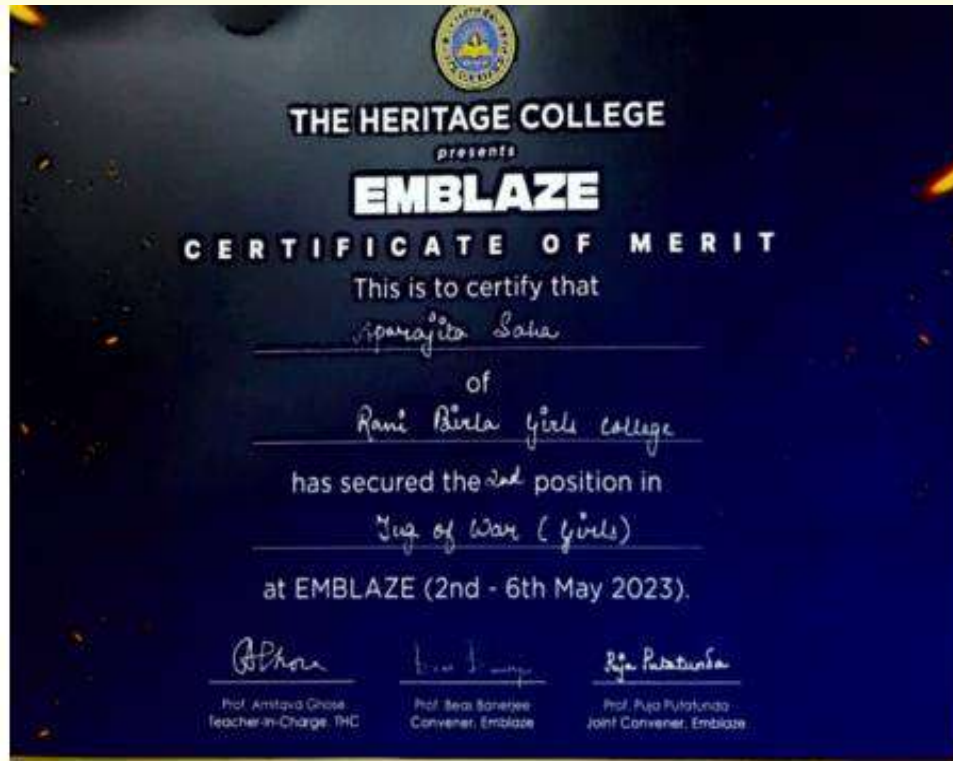 THE HERITAGE COLLEGE
presents
EMBLAZE
CERTIFICATE OF MERIT
This is to certify that
Aparajita Saha
of
Rani Birla Girls College
has secured the 2nd position in
Tug of War (Girls)
at EMBLAZE (2nd - 6th May 2023).
Puja Putatunda
Prof. Amitava Ghose Prof. Beas Banerjee Prof. Puja Putatunda
Teacher-in-Charge, THC Convener, Emblaze Joint Convener, Emblaze